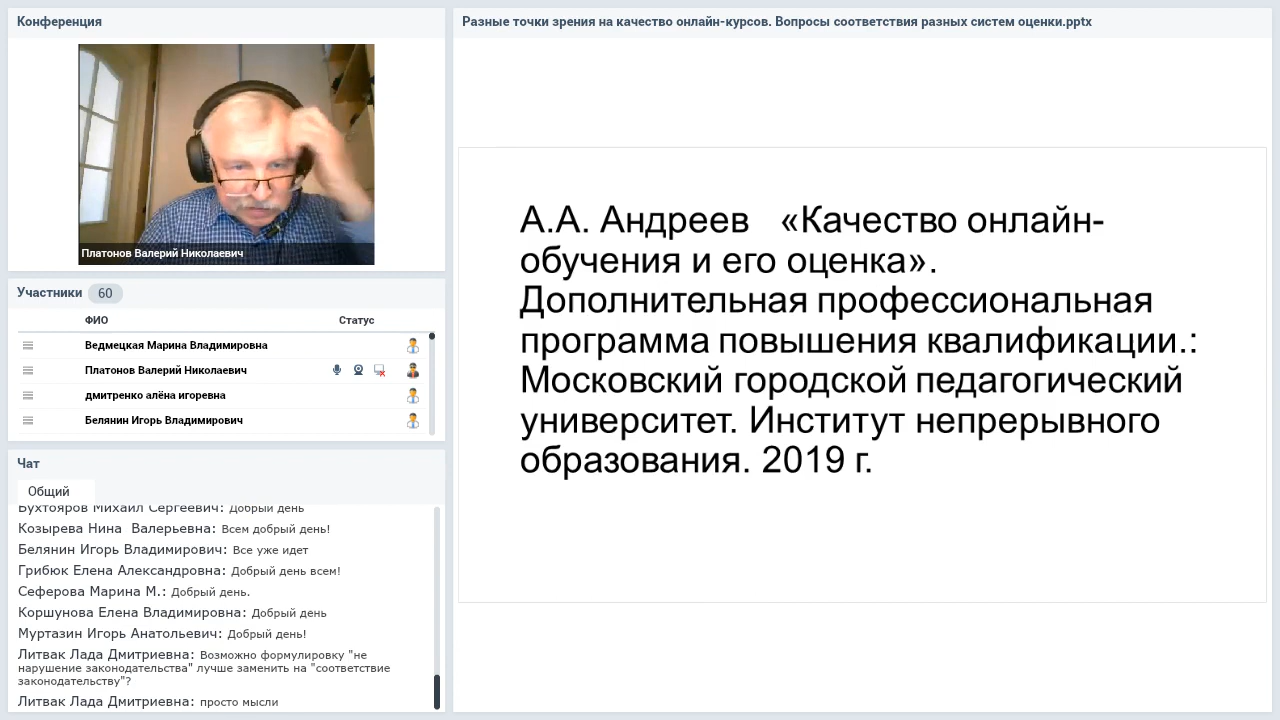 Конференция
Платонов Валерий Николаевич
Участники 60
ФИО Статус
Ведмецкая Марина Владимировна
Платонов Валерий Николаевич
дмитренко алёна игоревна
Белянин Игорь Владимирович
Чат
Общий
Бухтояров Михаил Сергеевич: Добрый день
Козырева Нина Валерьевна: Всем добрый день!
Белянин Игорь Владимирович: Все уже идет
Грибюк Елена Александровна: Добрый день всем!
Сеферова Марина М.: Добрый день.
Коршунова Елена Владимировна: Добрый день
Муртазин Игорь Анатольевич: Добрый день!
Литвак Лада Дмитриевна: Возможно формулировку "не
нарушение законодательства" лучше заменить на "соответствие
законодательству"?
Литвак Лада Дмитриевна: просто мысли
Разные точки зрения на качество онлайн-курсов. Вопросы соответствия разных систем оценки.pptx
А.А. Андреев «Качество онлайн-
обучения и его оценка».
Дополнительная профессиональная
программа повышения квалификации.:
Московский городской педагогический
университет. Институт непрерывного
образования. 2019 г.